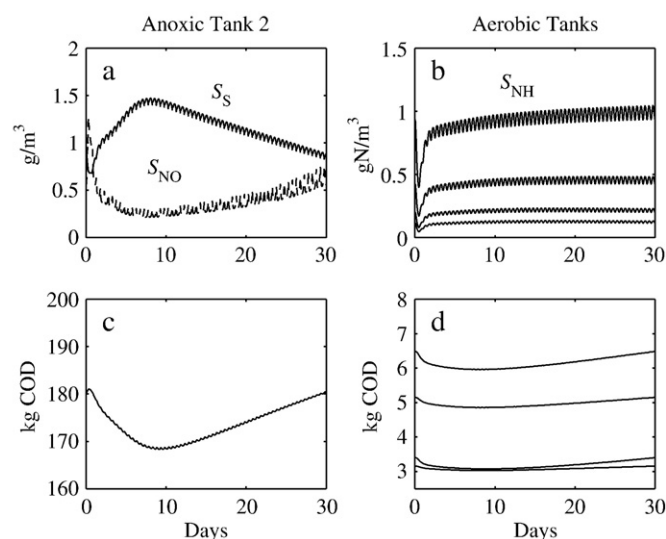 Anoxic Tank 2
Aerobic Tanks
a
b
2
1.5
1
0.5
0
g/m³
S_S
S_NO
0 10 20 30
1.5
1
0.5
0
gN/m³
S_NH
0 10 20 30
c
200
190
180
170
160
kg COD
0 10 20 30
Days
d
8
7
6
5
4
3
kg COD
0 10 20 30
Days